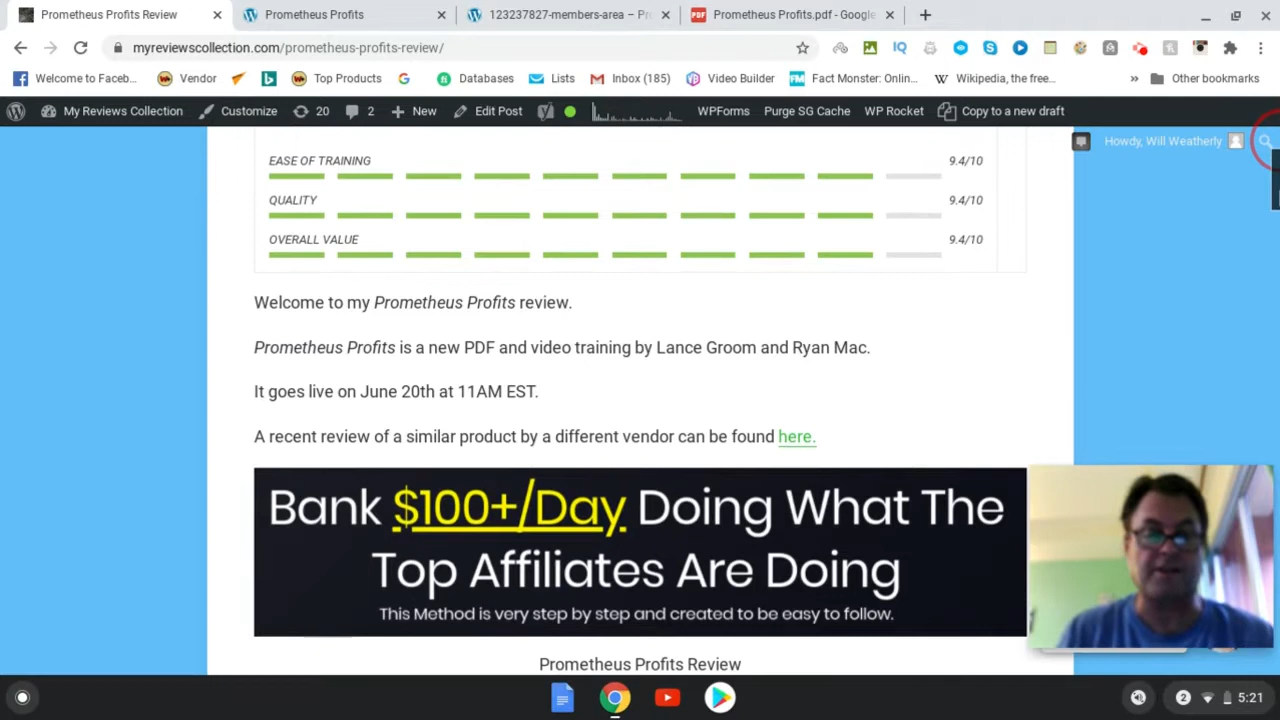 Prometheus Profits Review
Prometheus Profits
123237827-members-area – Pr
Prometheus Profits.pdf - Google
myreviewscollection.com/prometheus-profits-review/
Welcome to Faceb...
Vendor
Top Products
Databases
Lists
Inbox (185)
Video Builder
Fact Monster: Onlin...
Wikipedia, the free...
Other bookmarks
My Reviews Collection
Customize
20
2
New
Edit Post
WPForms
Purge SG Cache
WP Rocket
Copy to a new draft
Howdy, Will Weatherly
EASE OF TRAINING 9.4/10
QUALITY 9.4/10
OVERALL VALUE 9.4/10
Welcome to my Prometheus Profits review.
Prometheus Profits is a new PDF and video training by Lance Groom and Ryan Mac.
It goes live on June 20th at 11AM EST.
A recent review of a similar product by a different vendor can be found here.
Bank $100+/Day Doing What The
Top Affiliates Are Doing
This Method is very step by step and created to be easy to follow.
Prometheus Profits Review
2
5:21